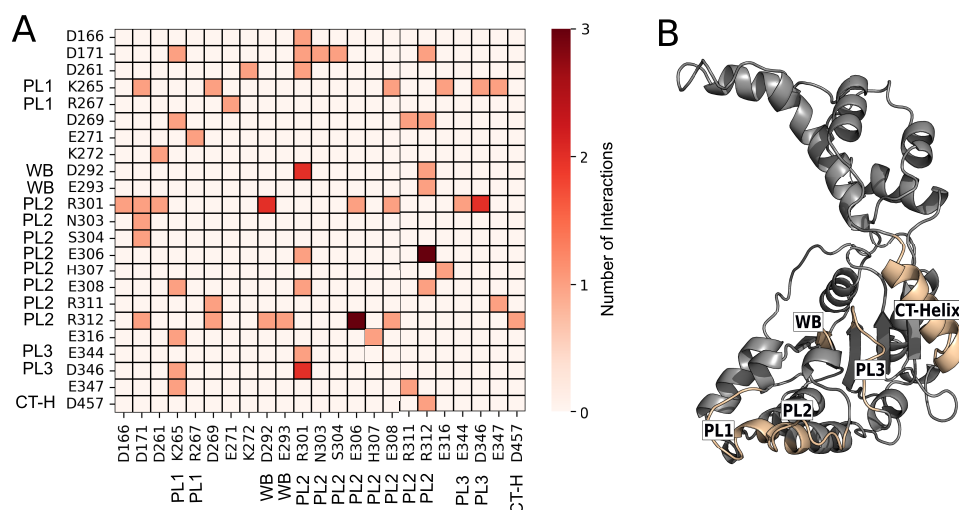 A
B
D166
D171
D261
PL1 K265
PL1 R267
D269
E271
K272
WB D292
WB E293
PL2 R301
PL2 N303
PL2 S304
PL2 E306
PL2 H307
PL2 E308
PL2 R311
PL2 R312
E316
PL3 E344
PL3 D346
E347
CT-H D457
D166 D171 D261 K265 R267 D269 E271 K272 D292 E293 R301 N303 S304 E306 H307 E308 R311 R312 E316 E344 D346 E347 D457
PL1 PL1 WB WB PL2 PL2 PL2 PL2 PL2 PL2 PL2 PL2 PL3 PL3 CT-H
3
2
1
0
Number of Interactions
CT-Helix
WB
PL3
PL2
PL1